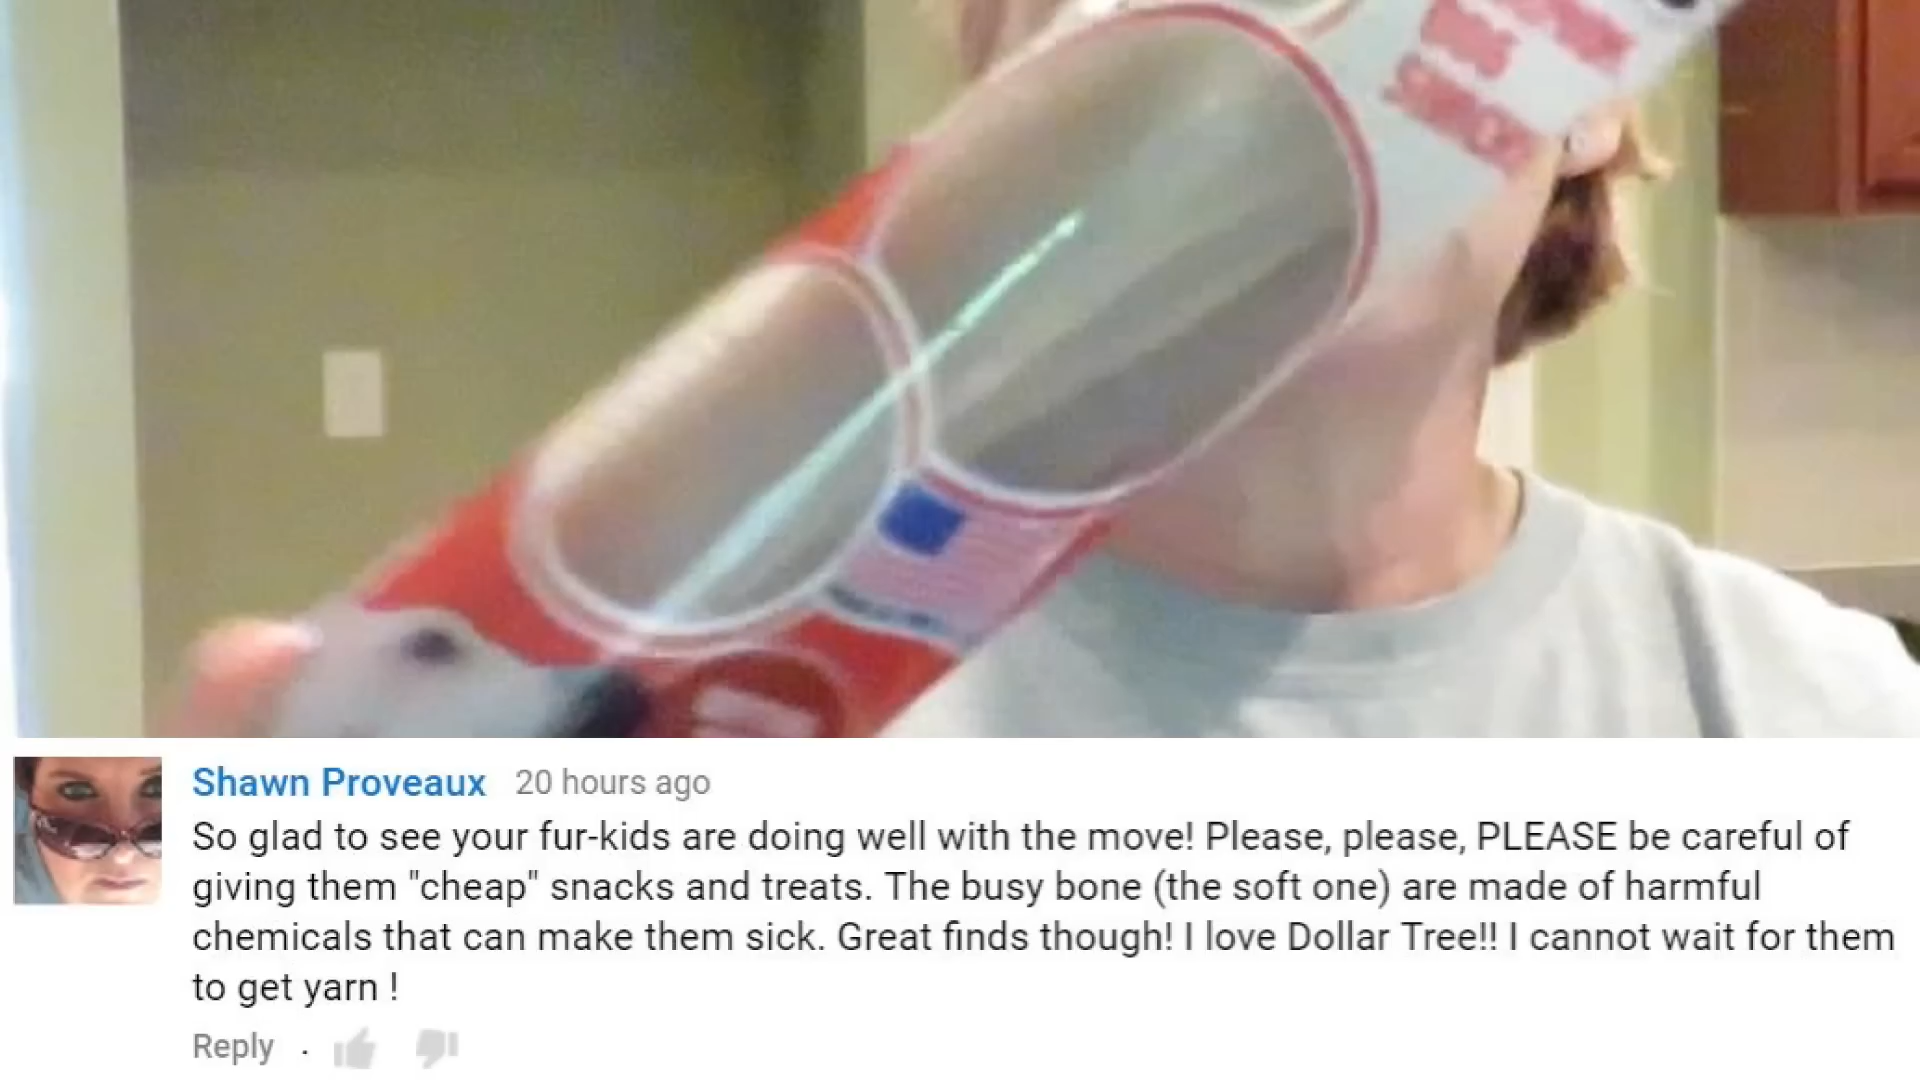 Shawn Proveaux 20 hours ago
So glad to see your fur-kids are doing well with the move! Please, please, PLEASE be careful of
giving them "cheap" snacks and treats. The busy bone (the soft one) are made of harmful
chemicals that can make them sick. Great finds though! I love Dollar Tree!! I cannot wait for them
to get yarn !
Reply .